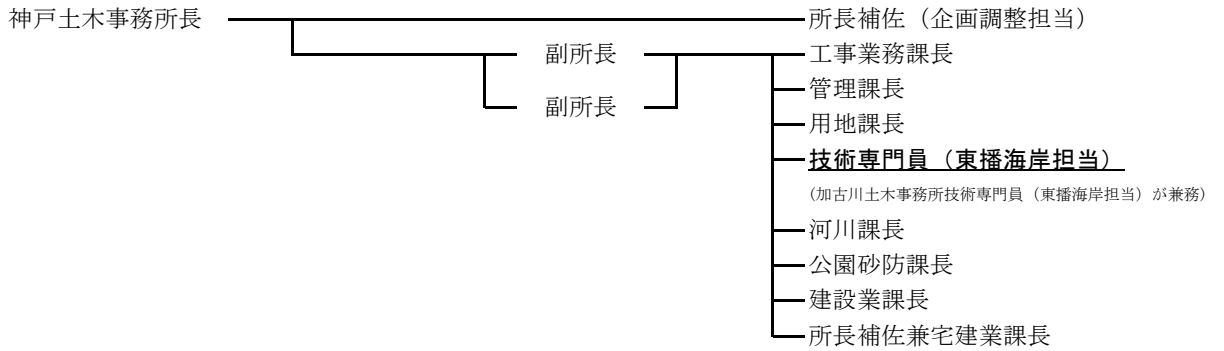 神戸土木事務所長
所長補佐（企画調整担当）
副所長
副所長
工事業務課長
管理課長
用地課長
技術専門員（東播海岸担当）
(加古川土木事務所技術専門員（東播海岸担当）が兼務)
河川課長
公園砂防課長
建設業課長
所長補佐兼宅建業課長